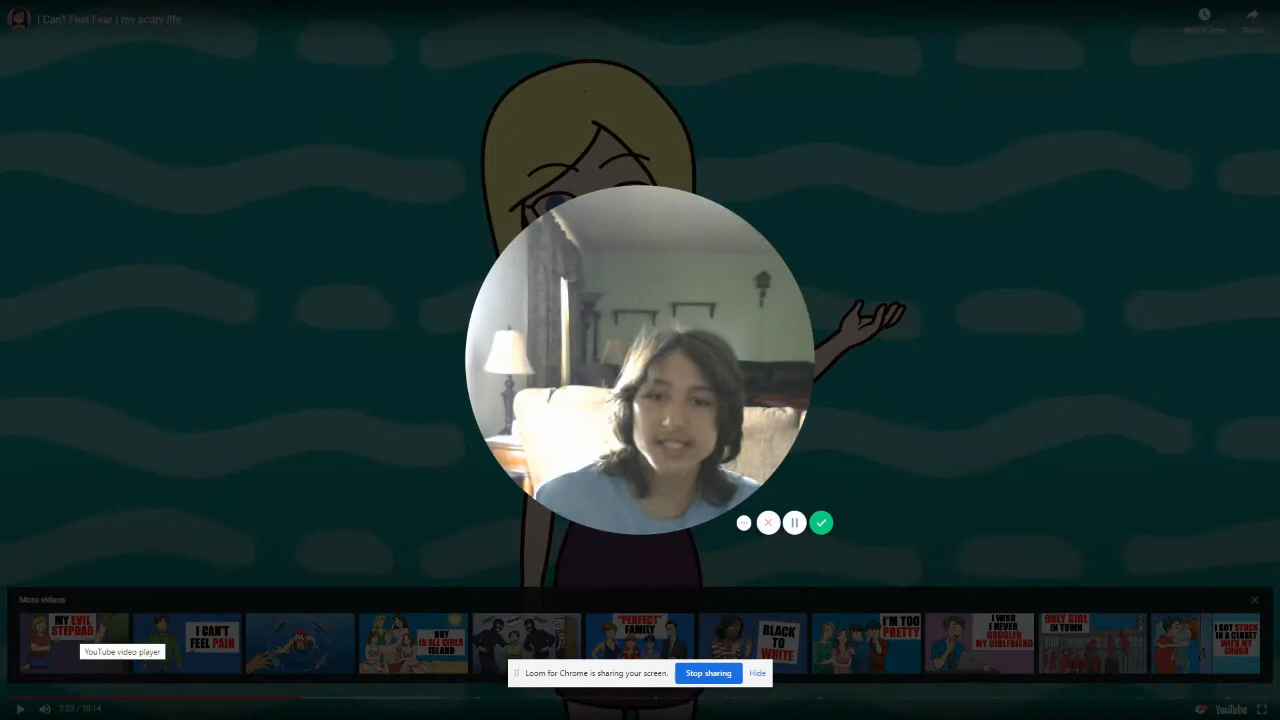 I Can't Feel Fear | my scary life
Watch later
Share
More videos
MY EVIL
STEPDAD
I CAN'T
FEEL PAIN
BOY
IN ALL GIRLS
ISLAND
"PERFECT"
FAMILY
BLACK
TO
WHITE
I'M TOO
PRETTY
I WISH
I NEVER
GOOGLED
MY GIRLFRIEND
ONLY GIRL
IN TOWN
I GOT STUCK
IN A CLOSET
WITH MY
CRUSH
YouTube video player
Loom for Chrome is sharing your screen.
Stop sharing
Hide
2:22 / 10:14
YouTube